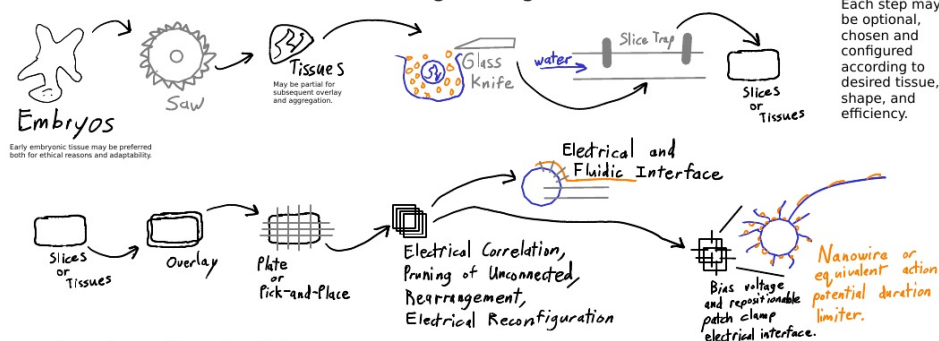 Each step may
be optional,
chosen and
configured
according to
desired tissue,
shape, and
efficiency.
Embryos
Early embryonic tissue may be preferred
both for ethical reasons and adaptability.
Saw
Tissues
May be partial for
subsequent overlay
and aggregation.
Glass
Knife
water
Slice Trap
Slices
or
Tissues
Slices
or
Tissues
Overlay
Plate
or
Pick-and-Place
Electrical Correlation,
Pruning of Unconnected,
Rearrangement,
Electrical Reconfiguration
Electrical and
Fluidic Interface
Bias voltage
and repositionable
patch clamp
electrical interface.
Nanowire or
equivalent action
potential duration
limiter.